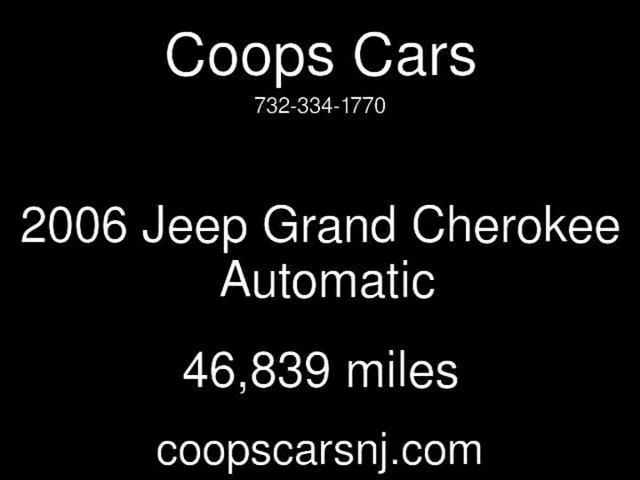 Coops Cars
732-334-1770
2006 Jeep Grand Cherokee
Automatic
46,839 miles
coopscarsnj.com